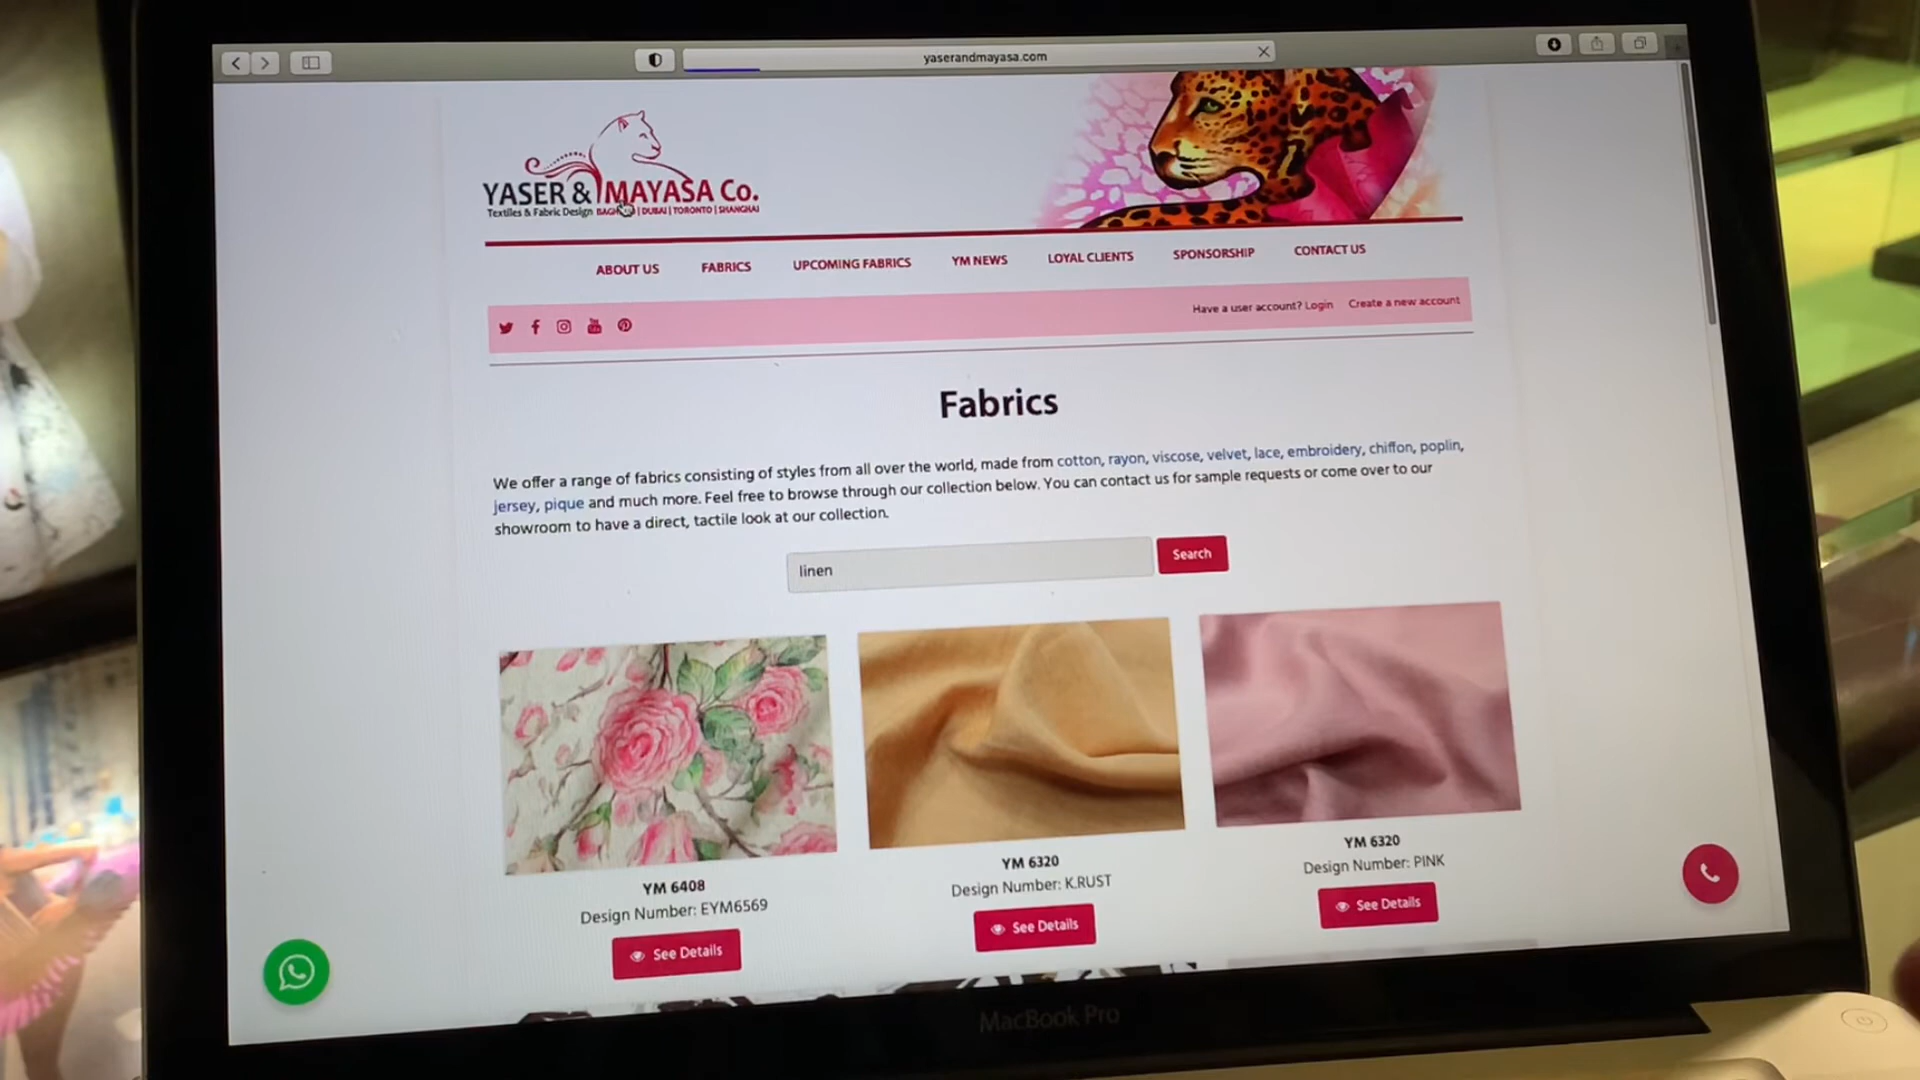 yaserandmayasa.com
YASER & MAYASA Co.
Textiles & Fabric Design | DUBAI | TORONTO | SHANGHAI
ABOUT US FABRICS UPCOMING FABRICS YM NEWS LOYAL CLIENTS SPONSORSHIP CONTACT US
Have a user account? Login Create a new account
Fabrics
We offer a range of fabrics consisting of styles from all over the world, made from cotton, rayon, viscose, velvet, lace, embroidery, chiffon, poplin,
jersey, pique and much more. Feel free to browse through our collection below. You can contact us for sample requests or come over to our
showroom to have a direct, tactile look at our collection.
linen Search
YM 6408
Design Number: EYM6569
See Details
YM 6320
Design Number: K.RUST
See Details
YM 6320
Design Number: PINK
See Details
MacBook Pro